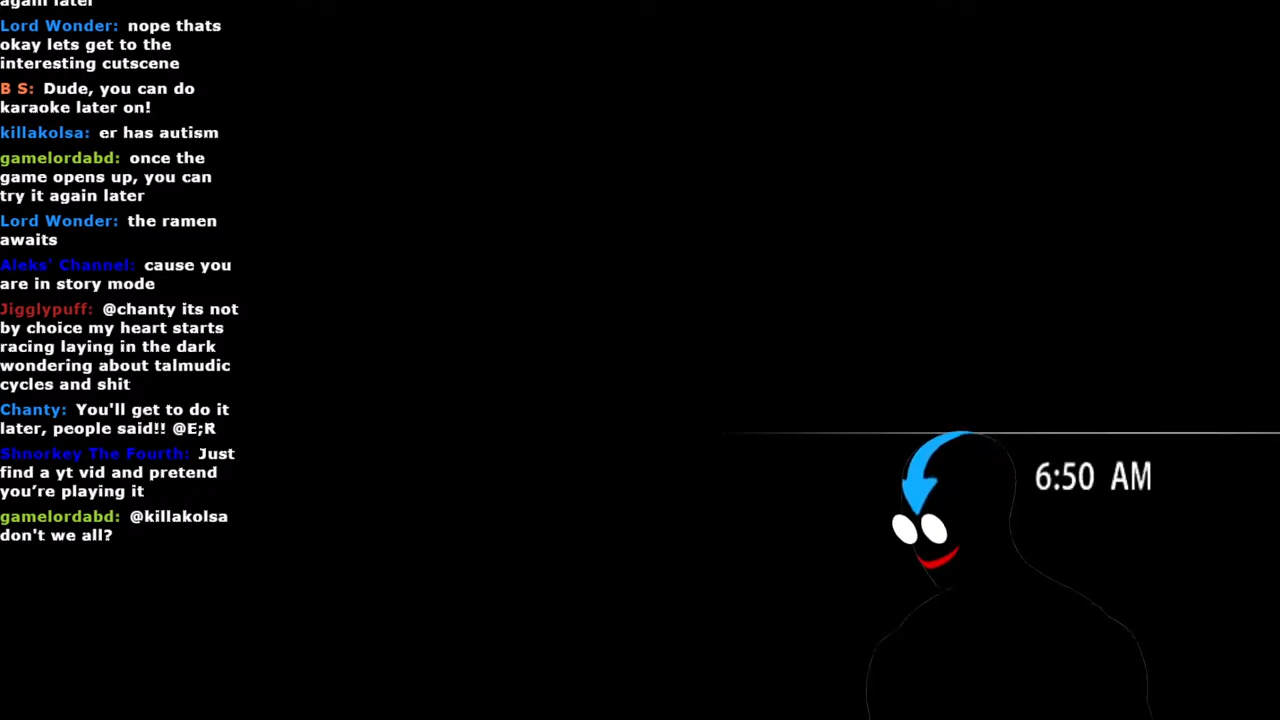 again later
Lord Wonder: nope thats
okay lets get to the
interesting cutscene
B S: Dude, you can do
karaoke later on!
killakolsa: er has autism
gamelordabd: once the
game opens up, you can
try it again later
Lord Wonder: the ramen
awaits
Aleks' Channel: cause you
are in story mode
Jigglypuff: @chanty its not
by choice my heart starts
racing laying in the dark
wondering about talmudic
cycles and shit
Chanty: You'll get to do it
later, people said!! @E;R
Shnorkey The Fourth: Just
find a yt vid and pretend
you’re playing it
gamelordabd: @killakolsa
don't we all?
6:50 AM